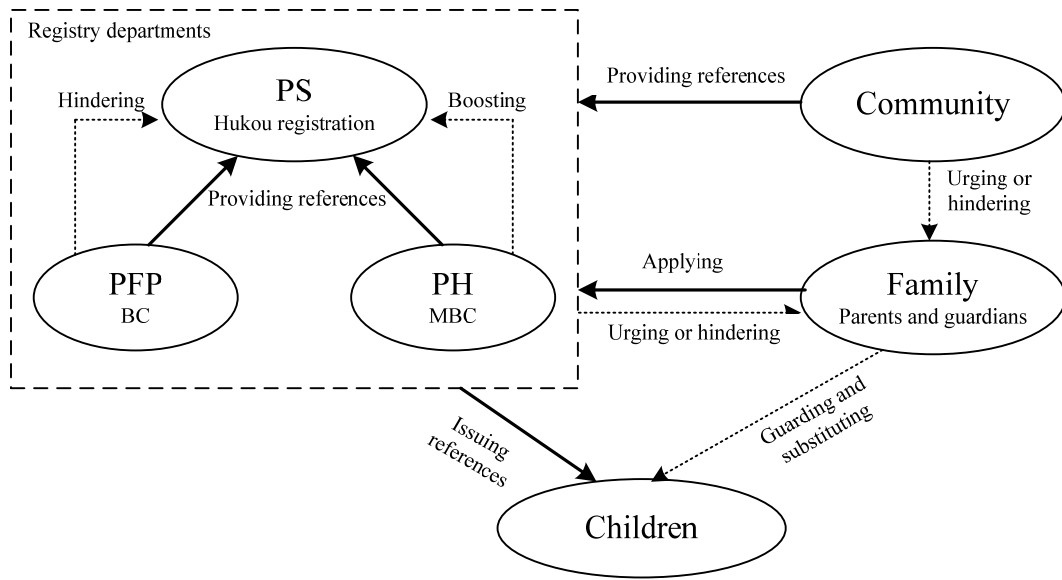 Registry departments
PS
Hukou registration
Hindering
Boosting
Providing references
PFP
BC
PH
MBC
Providing references
Community
Urging or
hindering
Applying
Urging or hindering
Family
Parents and guardians
Issuing
references
Guarding and
substituting
Children